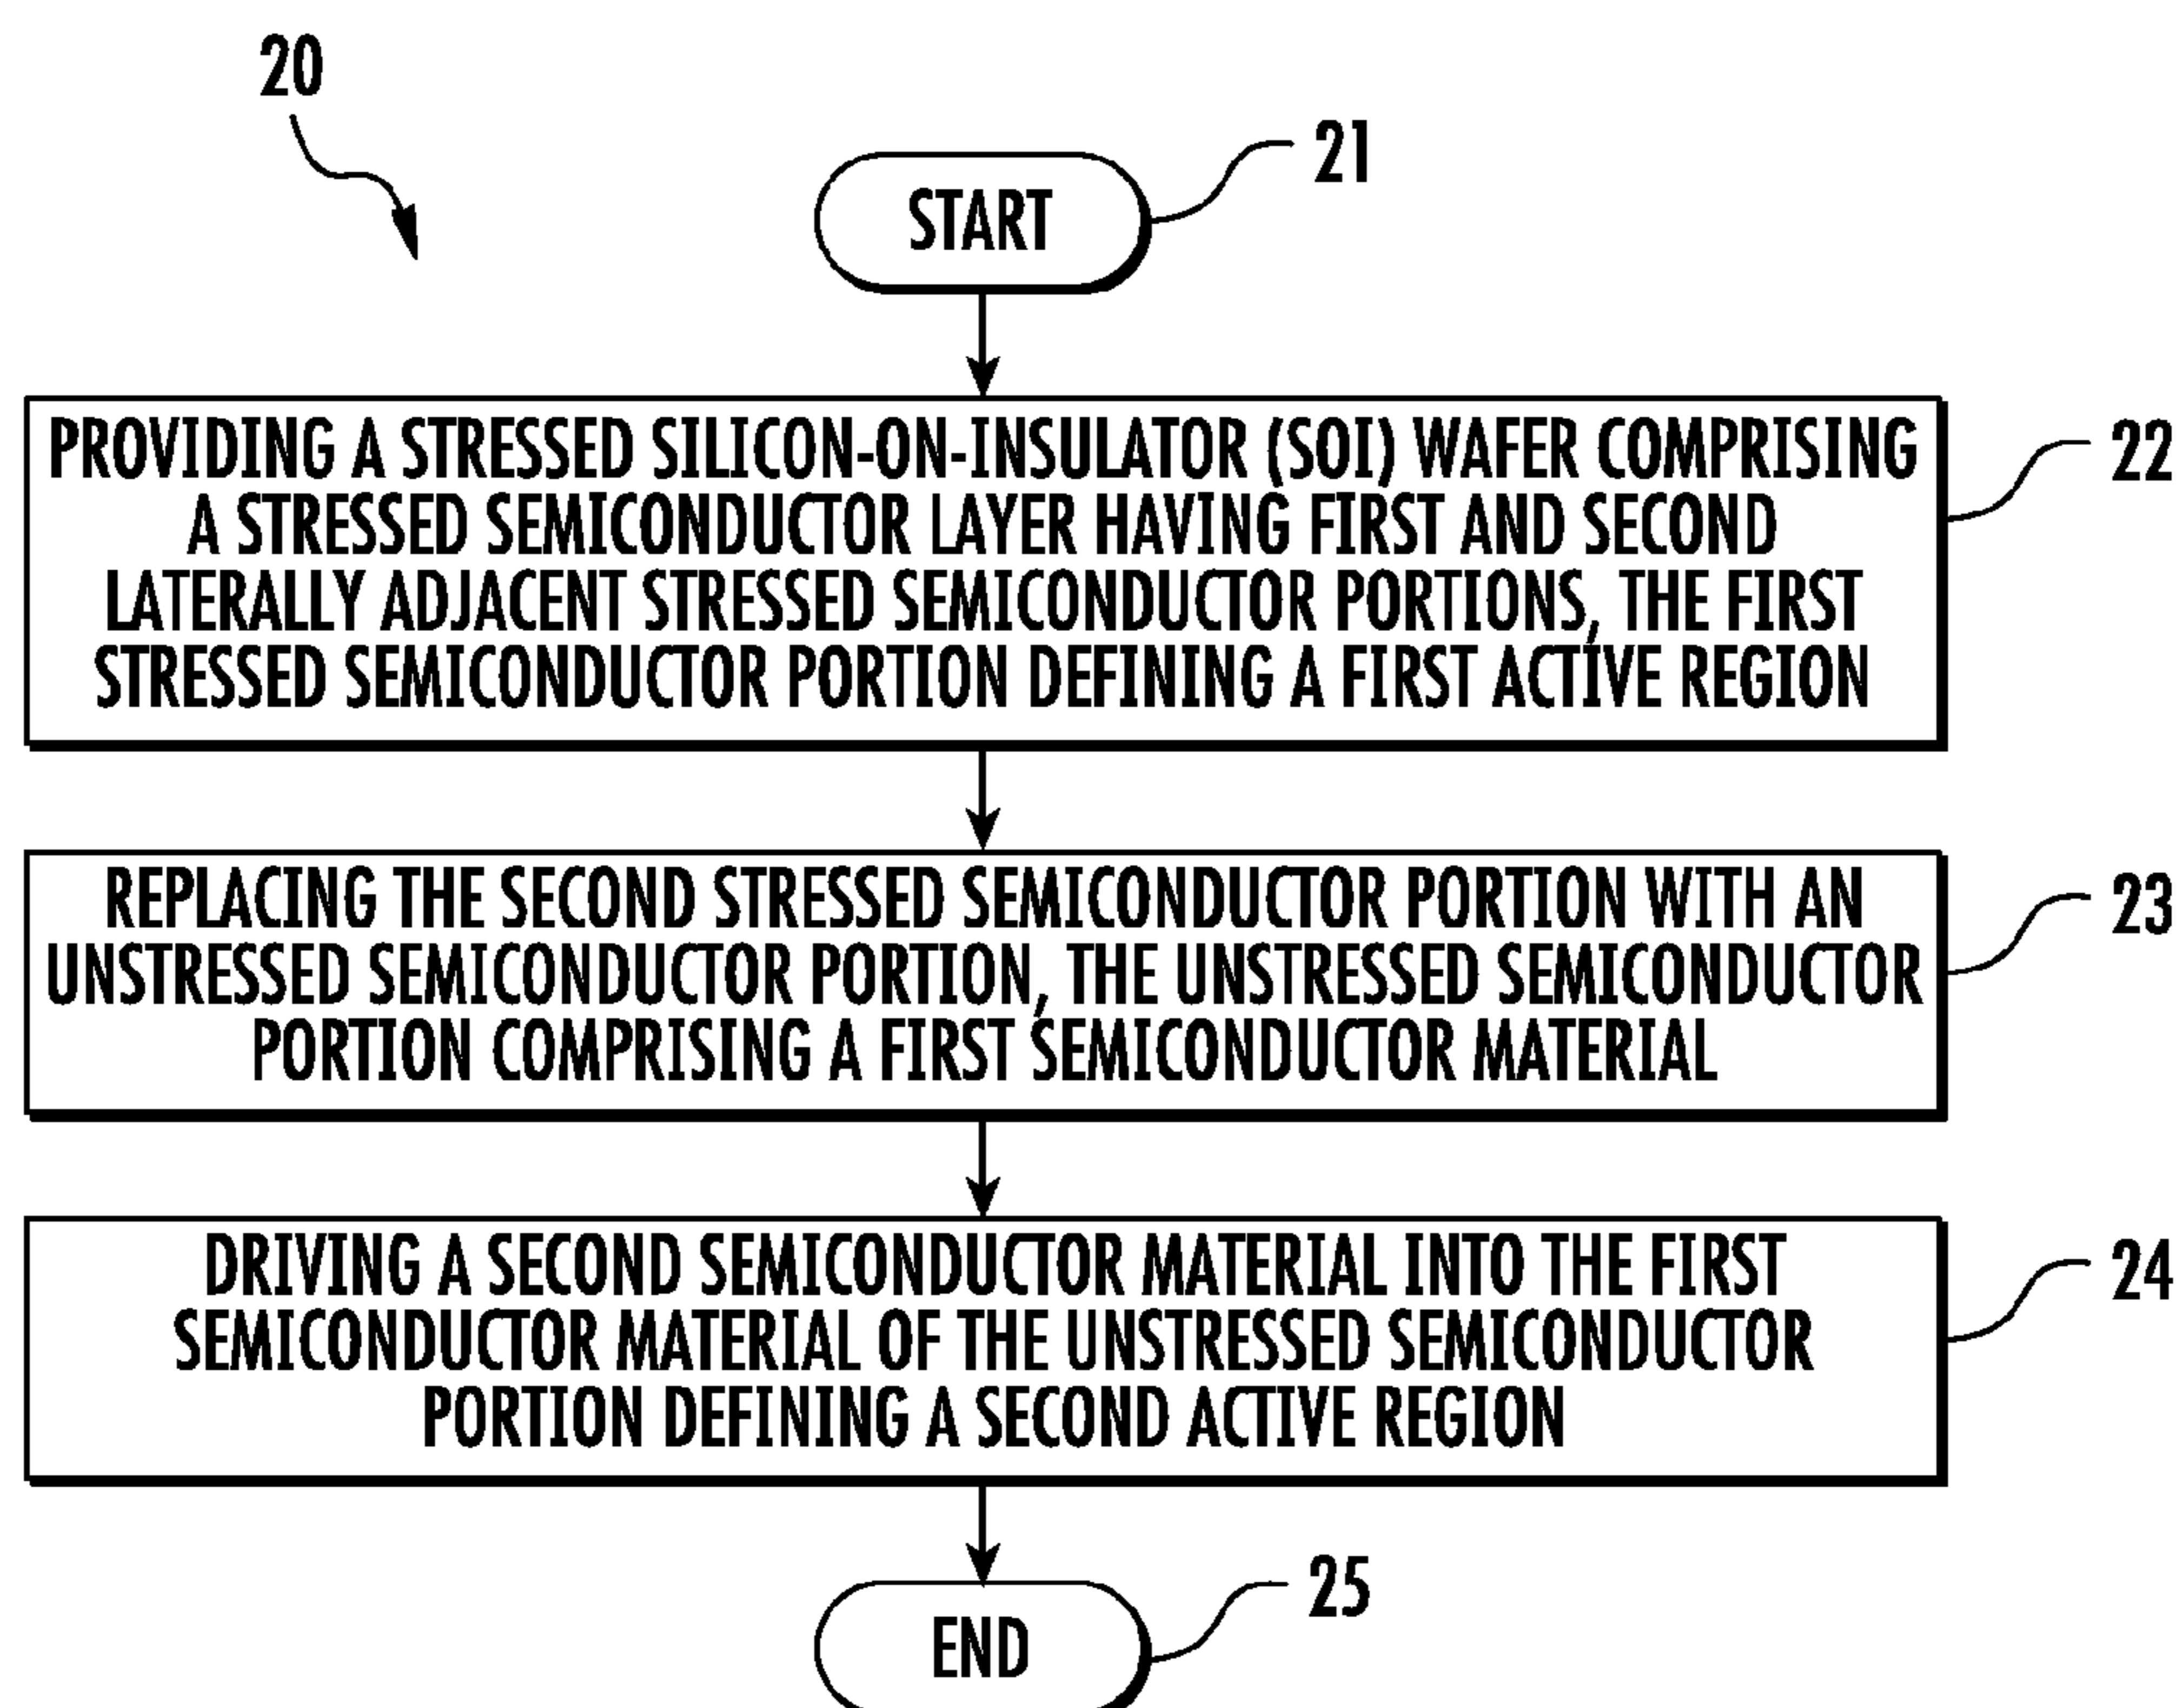 20
START
21
PROVIDING A STRESSED SILICON-ON-INSULATOR (SOI) WAFER COMPRISING
A STRESSED SEMICONDUCTOR LAYER HAVING FIRST AND SECOND
LATERALLY ADJACENT STRESSED SEMICONDUCTOR PORTIONS, THE FIRST
STRESSED SEMICONDUCTOR PORTION DEFINING A FIRST ACTIVE REGION
22
REPLACING THE SECOND STRESSED SEMICONDUCTOR PORTION WITH AN
UNSTRESSED SEMICONDUCTOR PORTION, THE UNSTRESSED SEMICONDUCTOR
PORTION COMPRISING A FIRST SEMICONDUCTOR MATERIAL
23
DRIVING A SECOND SEMICONDUCTOR MATERIAL INTO THE FIRST
SEMICONDUCTOR MATERIAL OF THE UNSTRESSED SEMICONDUCTOR
PORTION DEFINING A SECOND ACTIVE REGION
24
END
25